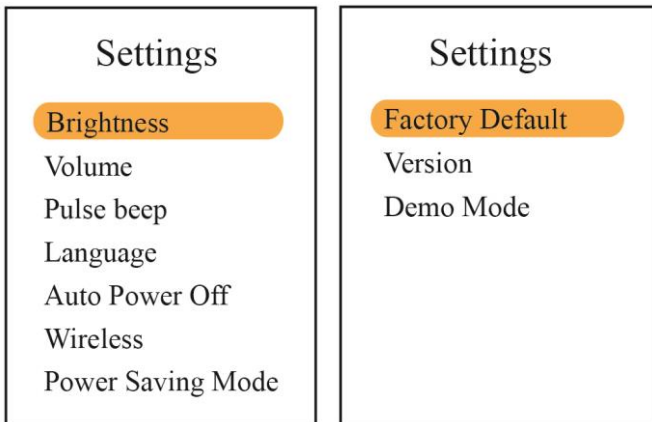 Settings
Brightness
Volume
Pulse beep
Language
Auto Power Off
Wireless
Power Saving Mode
Settings
Factory Default
Version
Demo Mode